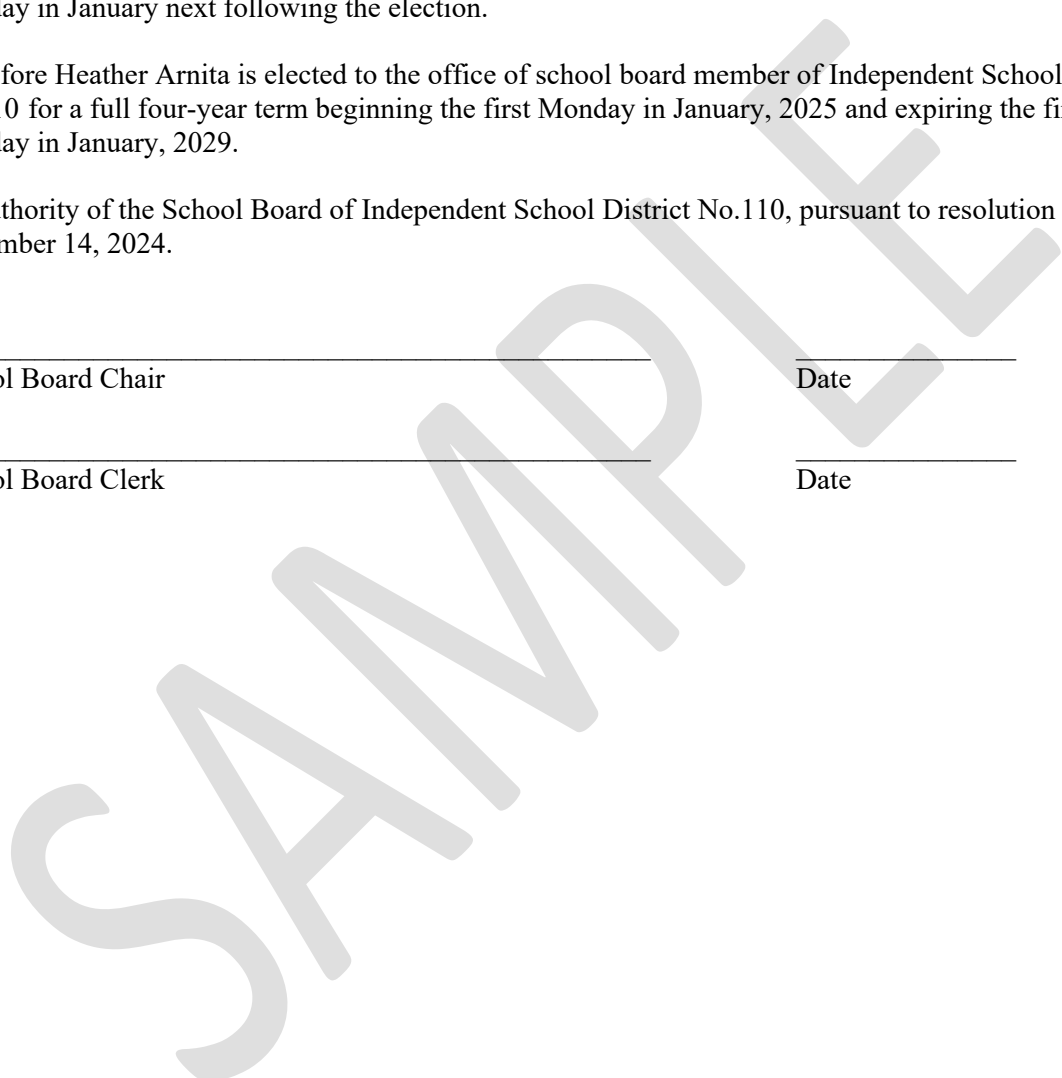 day in January next following the election.
fore Heather Arnita is elected to the office of school board member of Independent School
10 for a full four-year term beginning the first Monday in January, 2025 and expiring the fi
day in January, 2029.
thority of the School Board of Independent School District No.110, pursuant to resolution
mber 14, 2024.
ol Board Chair Date
ol Board Clerk Date
SAMPLE